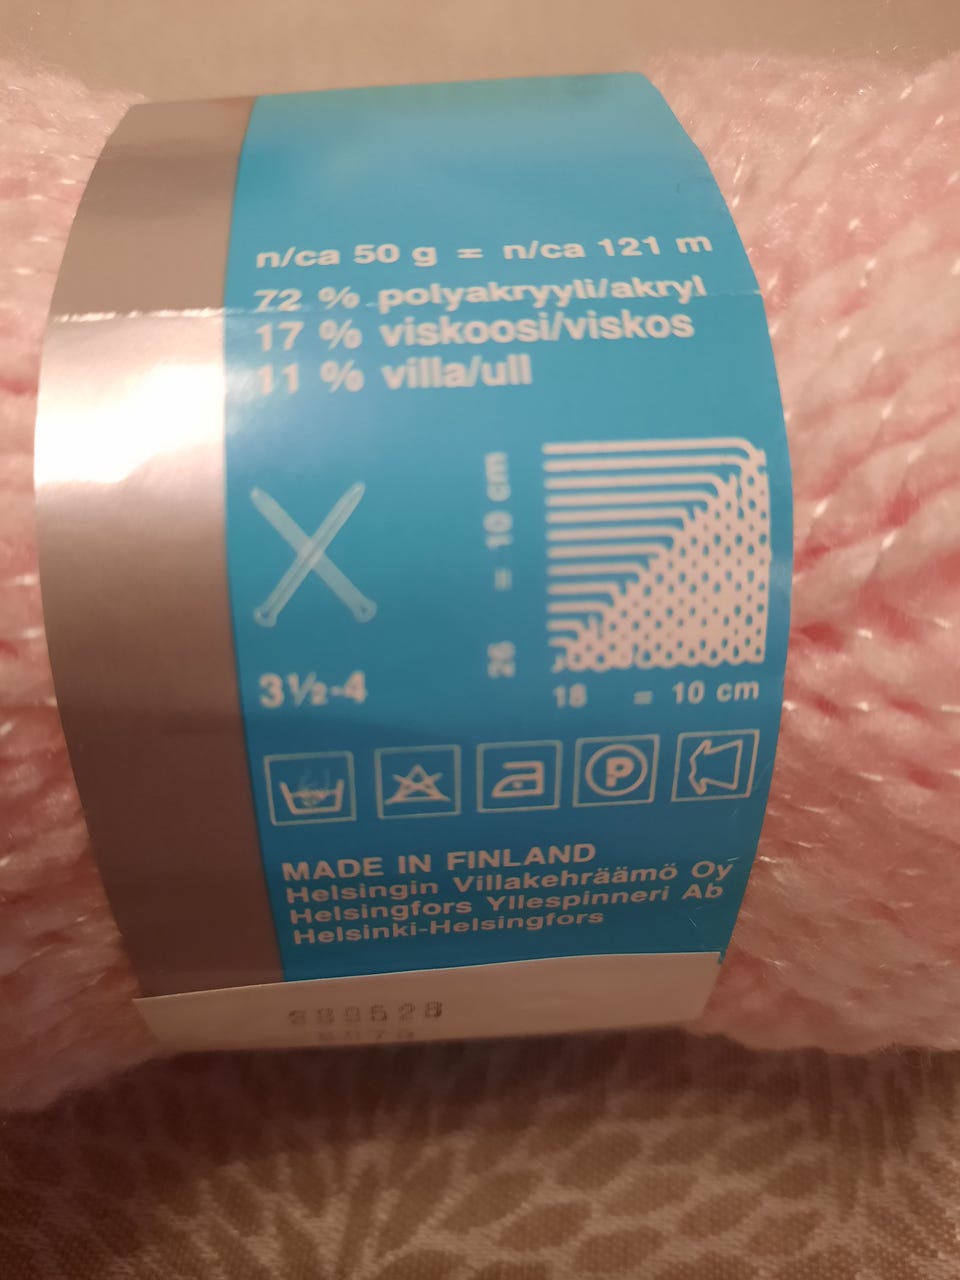 n/ca 50 g = n/ca 121 m
72 % polyakryyli/akryl
17 % viskoosi/viskos
11 % villa/ull
26 = 10 cm
3½-4
18 = 10 cm
P
MADE IN FINLAND
Helsingin Villakehräämö Oy
Helsingfors Yllespinneri Ab
Helsinki-Helsingfors